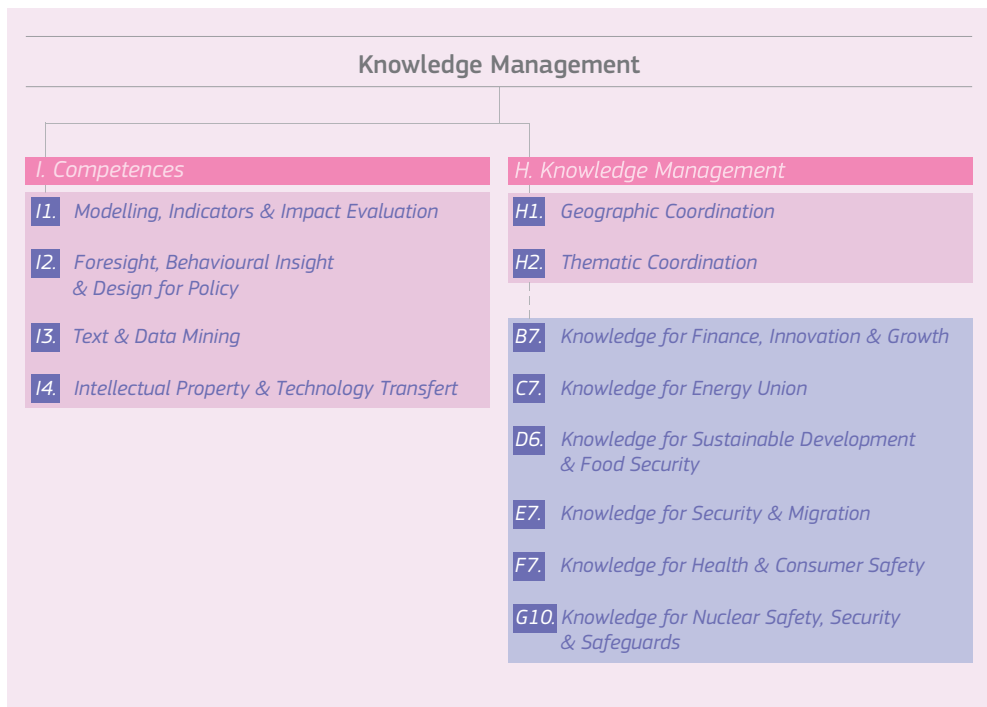 Knowledge Management
I. Competences
I1. Modelling, Indicators & Impact Evaluation
I2. Foresight, Behavioural Insight
& Design for Policy
I3. Text & Data Mining
I4. Intellectual Property & Technology Transfert
H. Knowledge Management
H1. Geographic Coordination
H2. Thematic Coordination
B7. Knowledge for Finance, Innovation & Growth
C7. Knowledge for Energy Union
D6. Knowledge for Sustainable Development
& Food Security
E7. Knowledge for Security & Migration
F7. Knowledge for Health & Consumer Safety
G10. Knowledge for Nuclear Safety, Security
& Safeguards